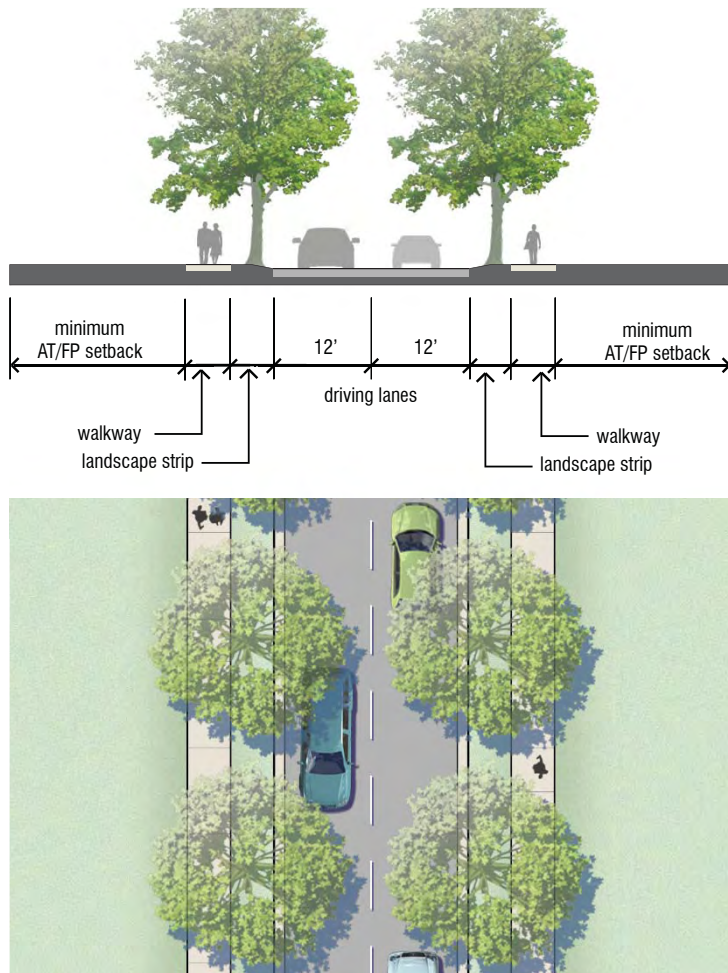 minimum
AT/FP setback
12’
12’
minimum
AT/FP setback
driving lanes
walkway
landscape strip
walkway
landscape strip